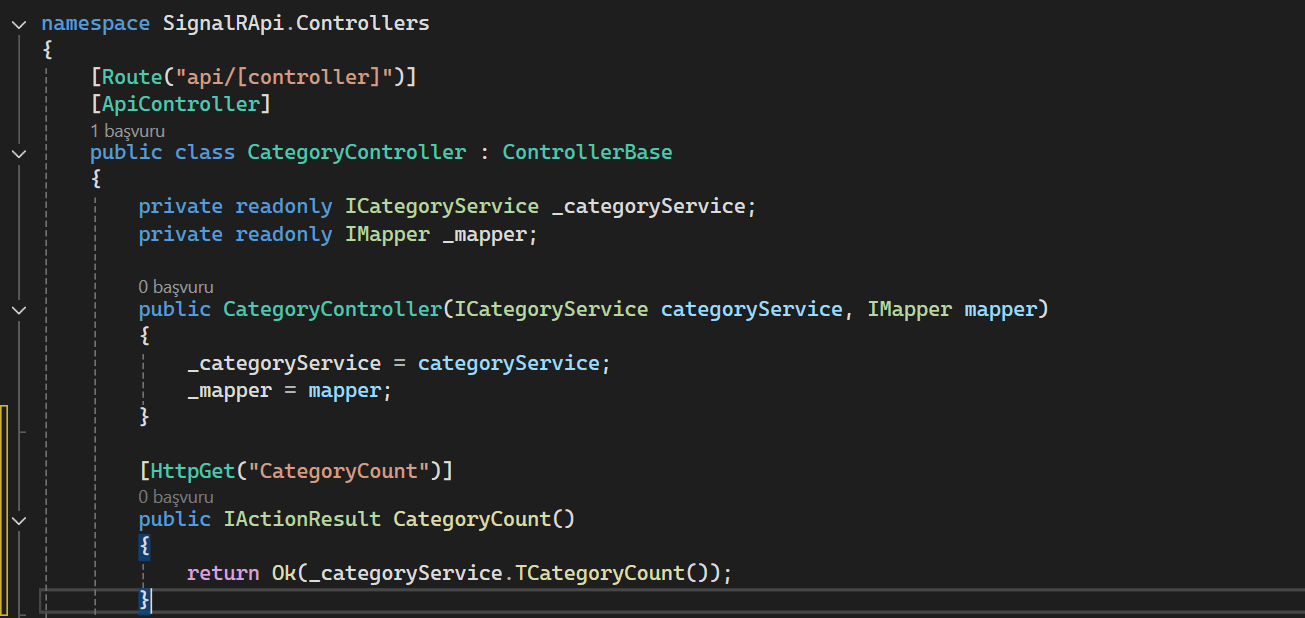 namespace SignalRApi.Controllers
{
[Route("api/[controller]")]
[ApiController]
1 başvuru
public class CategoryController : ControllerBase
{
private readonly ICategoryService _categoryService;
private readonly IMapper _mapper;
0 başvuru
public CategoryController(ICategoryService categoryService, IMapper mapper)
{
_categoryService = categoryService;
_mapper = mapper;
}
[HttpGet("CategoryCount")]
0 başvuru
public IActionResult CategoryCount()
{
return Ok(_categoryService.TCategoryCount());
}